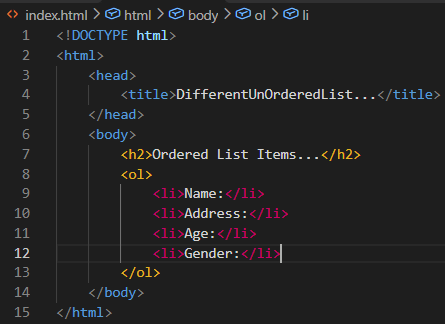 index.html > html > body > ol > li
1 <!DOCTYPE html>
2 <html>
3     <head>
4         <title>DifferentUnOrderedList...</title>
5     </head>
6     <body>
7         <h2>Ordered List Items...</h2>
8         <ol>
9             <li>Name:</li>
10             <li>Address:</li>
11             <li>Age:</li>
12             <li>Gender:</li>
13         </ol>
14     </body>
15 </html>